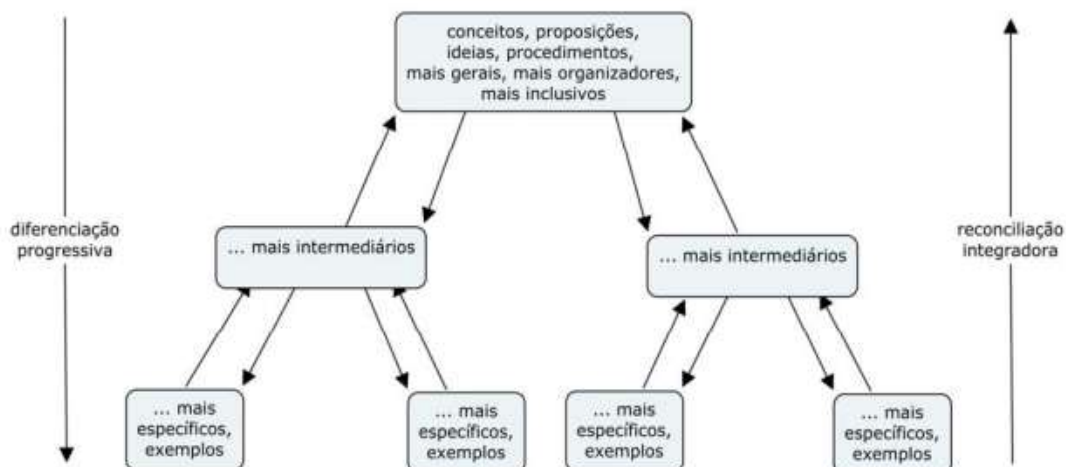 conceitos, proposições,
ideias, procedimentos,
mais gerais, mais organizadores,
mais inclusivos
diferenciação
progressiva
reconciliação
integradora
... mais intermediários
... mais intermediários
... mais
específicos,
exemplos
... mais
específicos,
exemplos
... mais
específicos,
exemplos
... mais
específicos,
exemplos